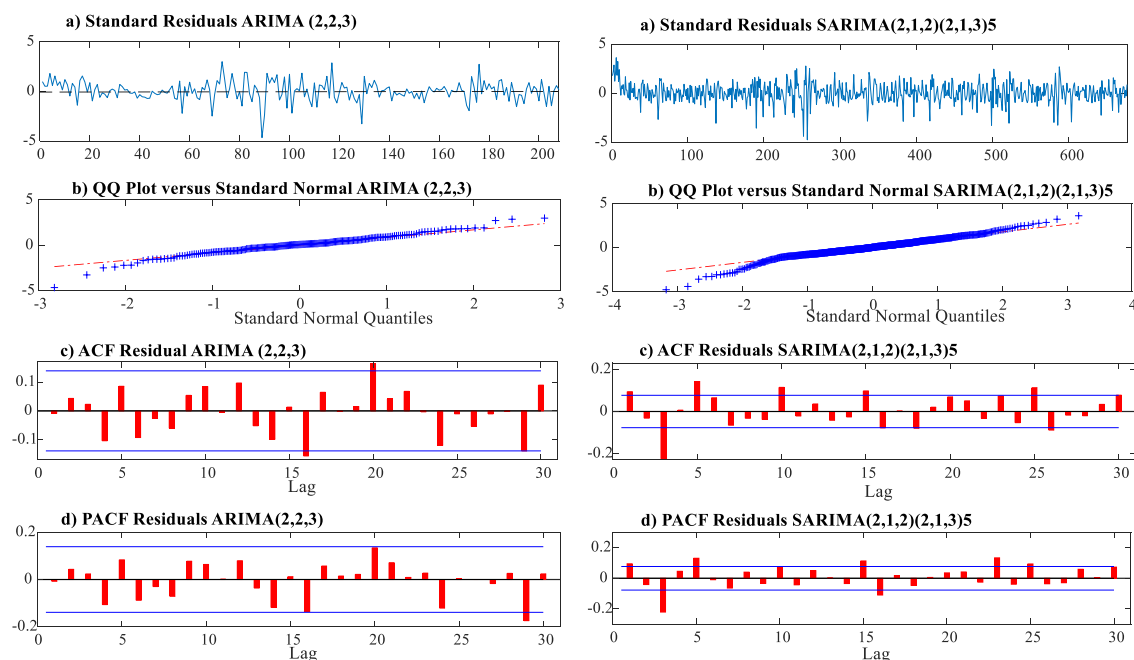 a) Standard Residuals ARIMA (2,2,3)
5
0
-5
0 20 40 60 80 100 120 140 160 180 200
b) QQ Plot versus Standard Normal ARIMA (2,2,3)
5
0
-5
-3 -2 -1 0 1 2 3
Standard Normal Quantiles
c) ACF Residual ARIMA (2,2,3)
0.1
0
-0.1
0 5 10 15 20 25 30
Lag
d) PACF Residuals ARIMA(2,2,3)
0.2
0
-0.2
0 5 10 15 20 25 30
Lag
a) Standard Residuals SARIMA(2,1,2)(2,1,3)5
5
0
-5
0 100 200 300 400 500 600
b) QQ Plot versus Standard Normal SARIMA(2,1,2)(2,1,3)5
5
0
-5
-4 -3 -2 -1 0 1 2 3 4
Standard Normal Quantiles
c) ACF Residuals SARIMA(2,1,2)(2,1,3)5
0.2
0
-0.2
0 5 10 15 20 25 30
Lag
d) PACF Residuals SARIMA(2,1,2)(2,1,3)5
0.2
0
-0.2
0 5 10 15 20 25 30
Lag